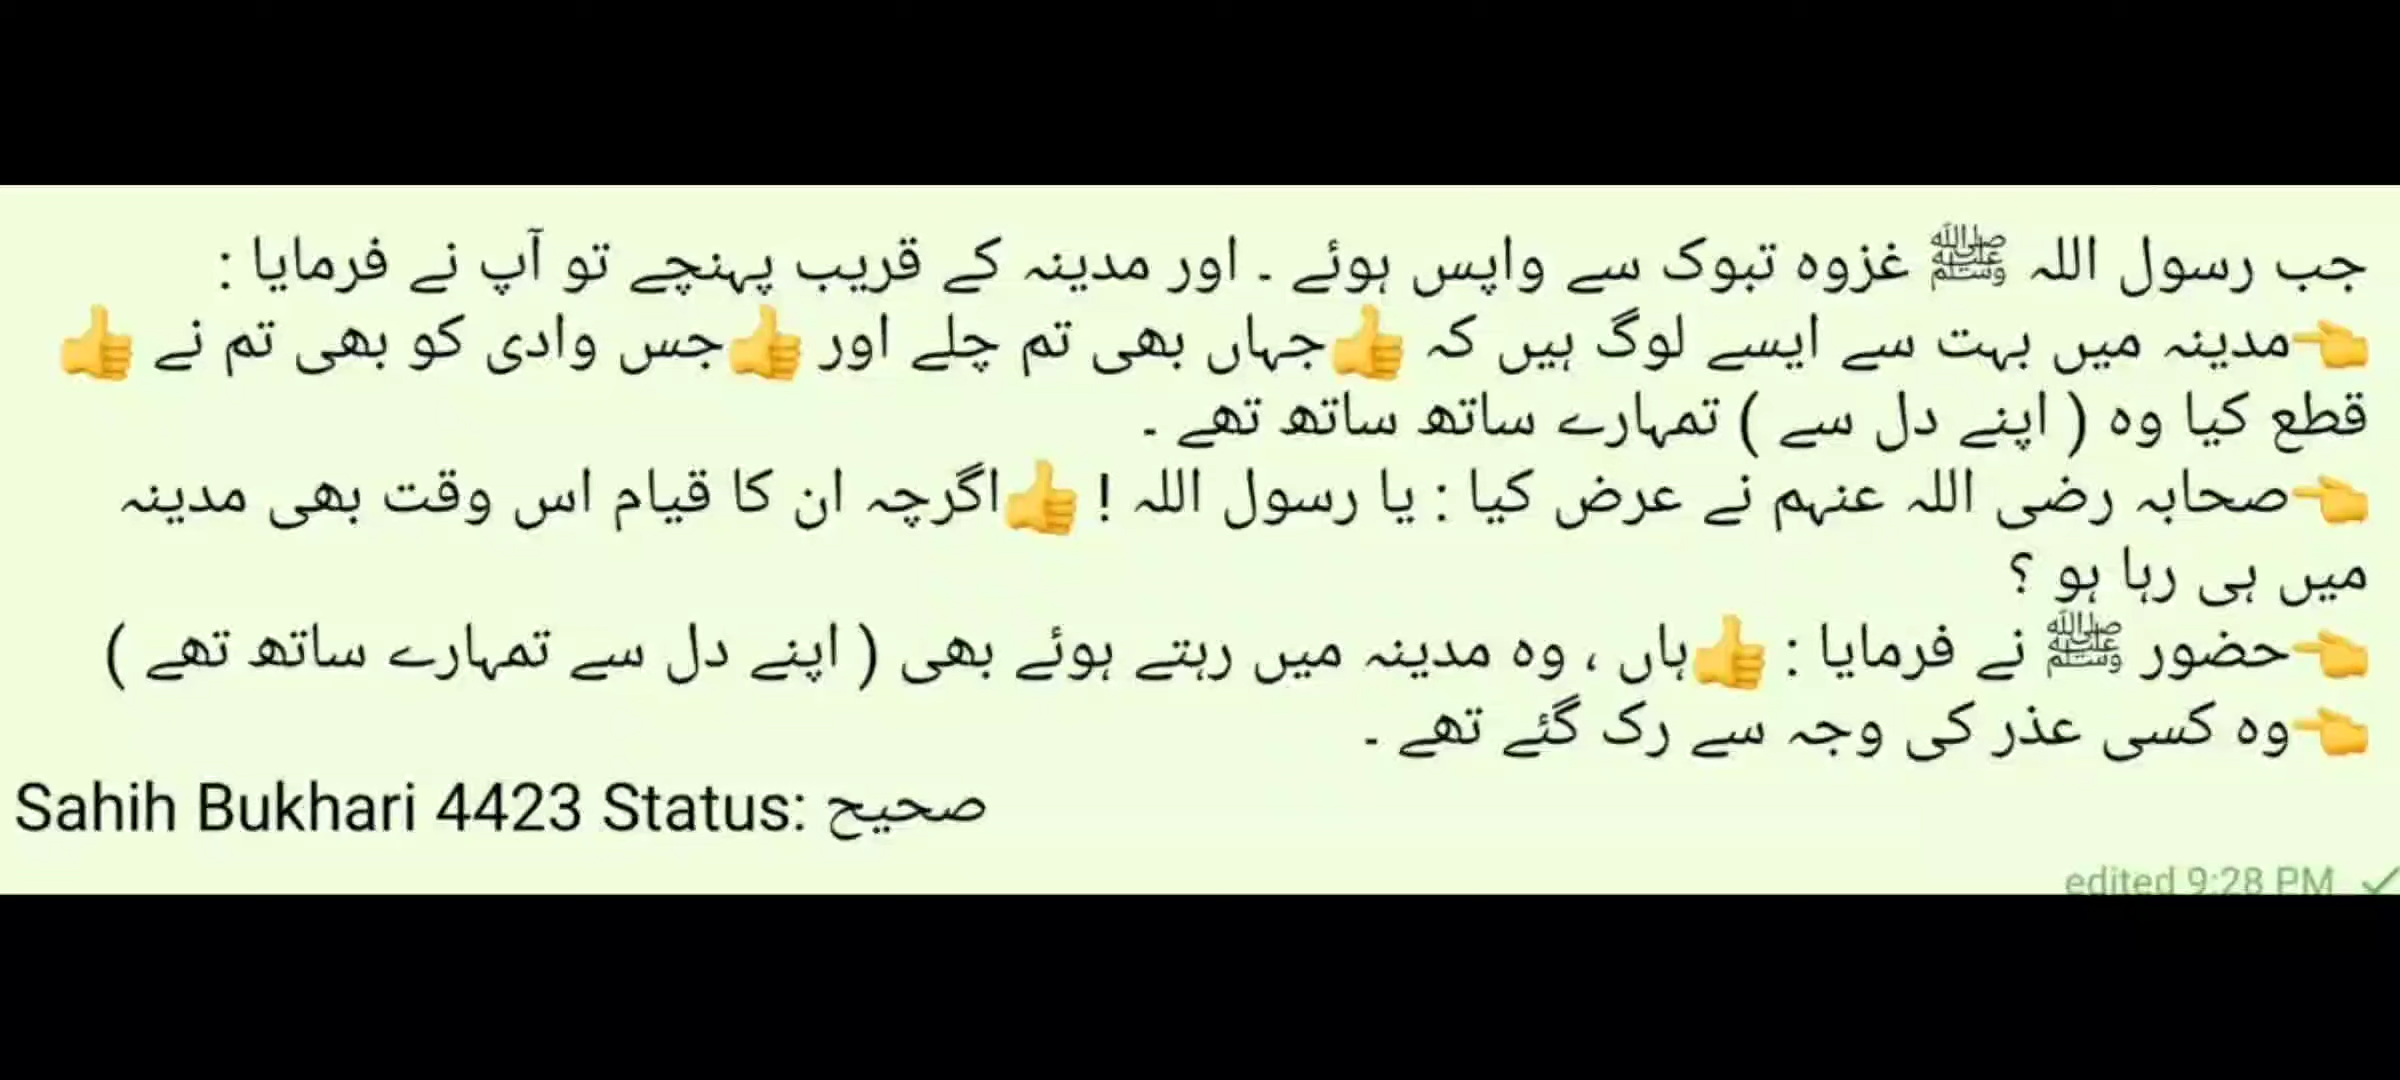 جب رسول اللہ ﷺ غزوہ تبوک سے واپس ہوئے ۔ اور مدینہ کے قریب پہنچے تو آپ نے فرمایا :
👈مدینہ میں بہت سے ایسے لوگ ہیں کہ 👍جہاں بھی تم چلے اور 👍جس وادی کو بھی تم نے 👍
قطع کیا وہ ( اپنے دل سے ) تمہارے ساتھ ساتھ تھے ۔
👈صحابہ رضی اللہ عنہم نے عرض کیا : یا رسول اللہ ! 👍اگرچہ ان کا قیام اس وقت بھی مدینہ
میں ہی رہا ہو ؟
👈حضور ﷺ نے فرمایا : 👍ہاں ، وہ مدینہ میں رہتے ہوئے بھی ( اپنے دل سے تمہارے ساتھ تھے )
👈وہ کسی عذر کی وجہ سے رک گئے تھے ۔
Sahih Bukhari 4423 Status: صحیح
edited 9:28 PM ✓